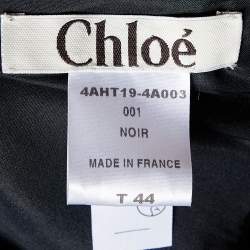 Chloé
4AHT19-4A003
001
NOIR
MADE IN FRANCE
T 44